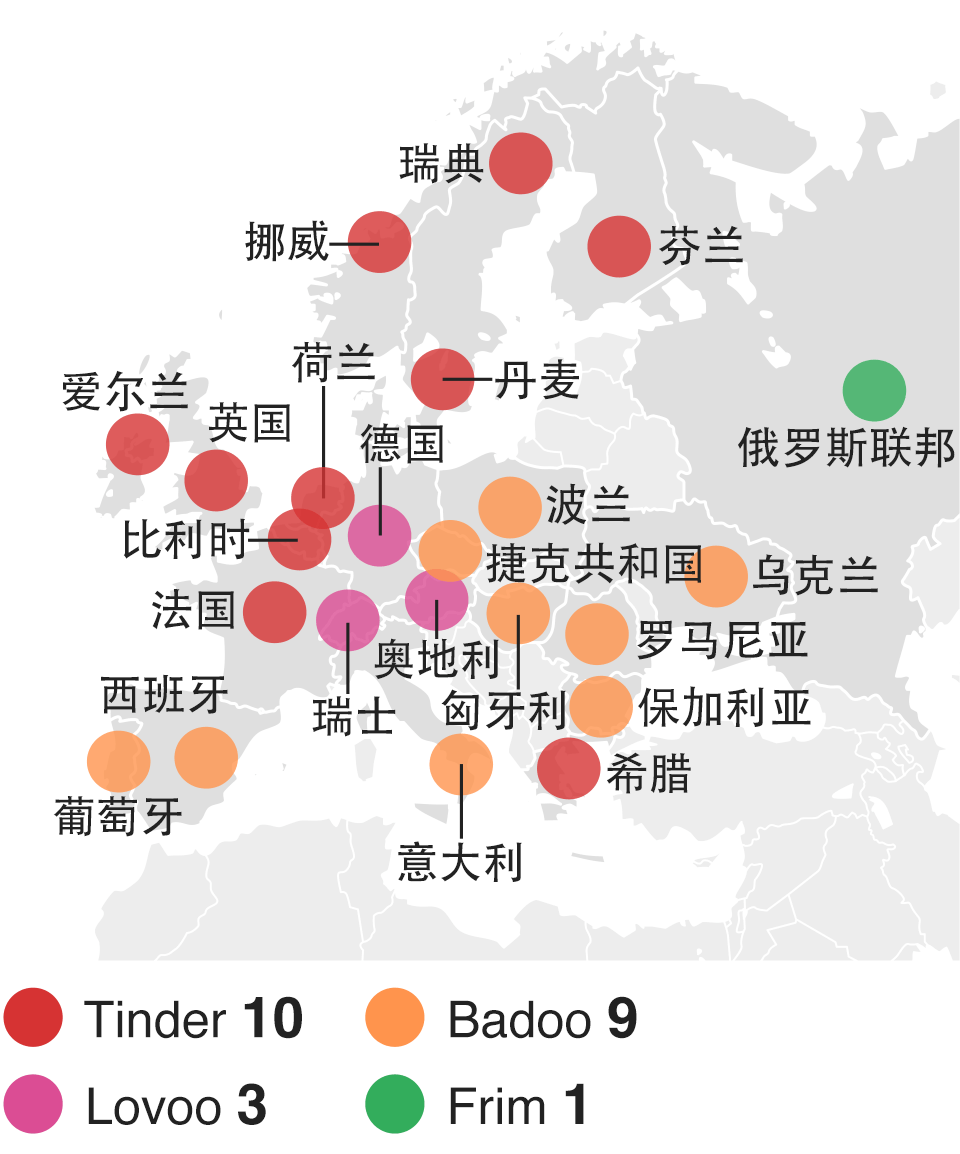 瑞典
挪威
芬兰
荷兰
丹麦
爱尔兰
英国
德国
俄罗斯联邦
波兰
比利时
捷克共和国
乌克兰
法国
罗马尼亚
奥地利
西班牙
瑞士
匈牙利
保加利亚
希腊
葡萄牙
意大利
Tinder 10
Badoo 9
Lovoo 3
Frim 1